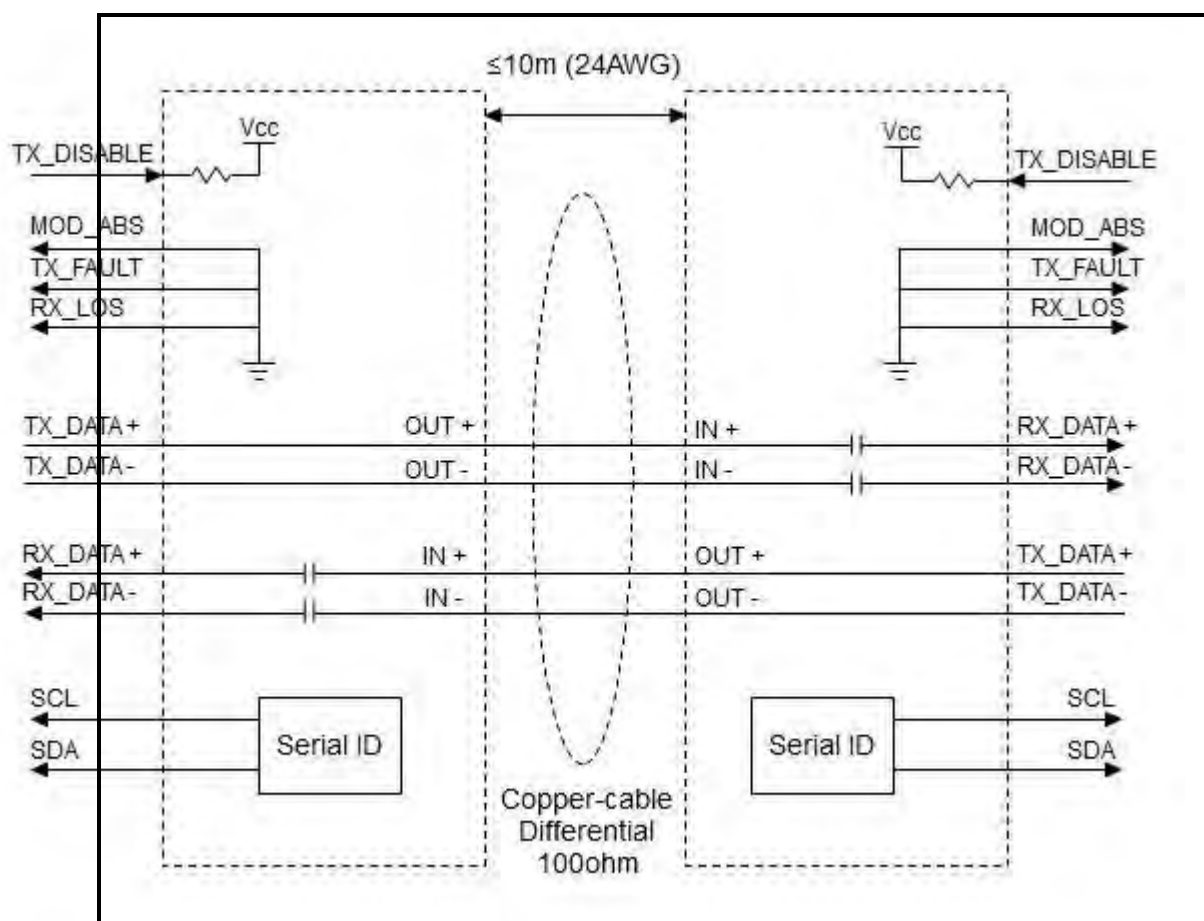 ≤10m (24AWG)
Vcc
Vcc
TX_DISABLE
TX_DISABLE
MOD_ABS
MOD_ABS
TX_FAULT
TX_FAULT
RX_LOS
RX_LOS
TX_DATA+
OUT +
IN +
RX_DATA+
TX_DATA-
OUT -
IN -
RX_DATA-
RX_DATA+
IN +
OUT +
TX_DATA+
RX_DATA-
IN -
OUT -
TX_DATA-
SCL
SCL
Serial ID
Serial ID
SDA
SDA
Copper-cable
Differential
100ohm